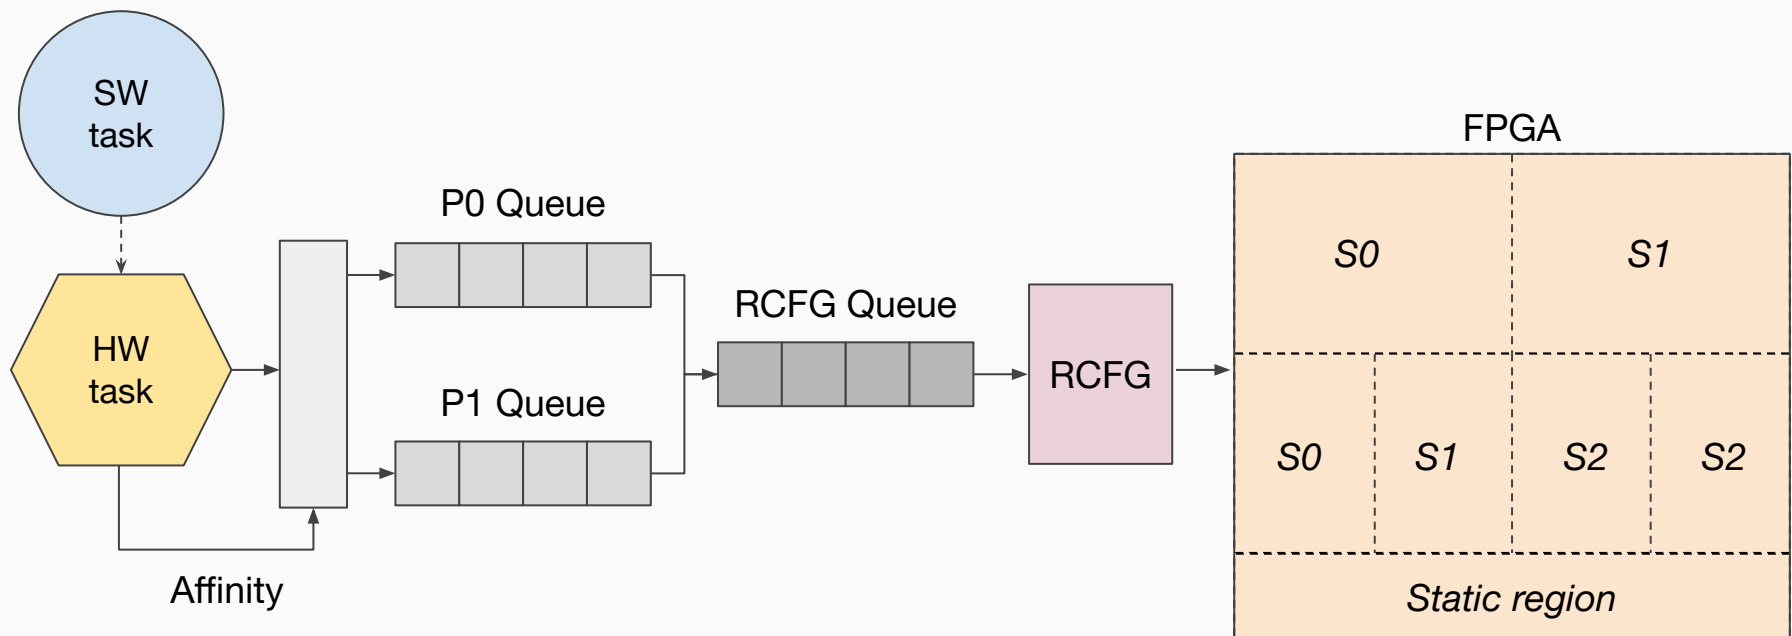 SW
task
HW
task
Affinity
P0 Queue
P1 Queue
RCFG Queue
RCFG
FPGA
S0 S1
S0 S1 S2 S2
Static region